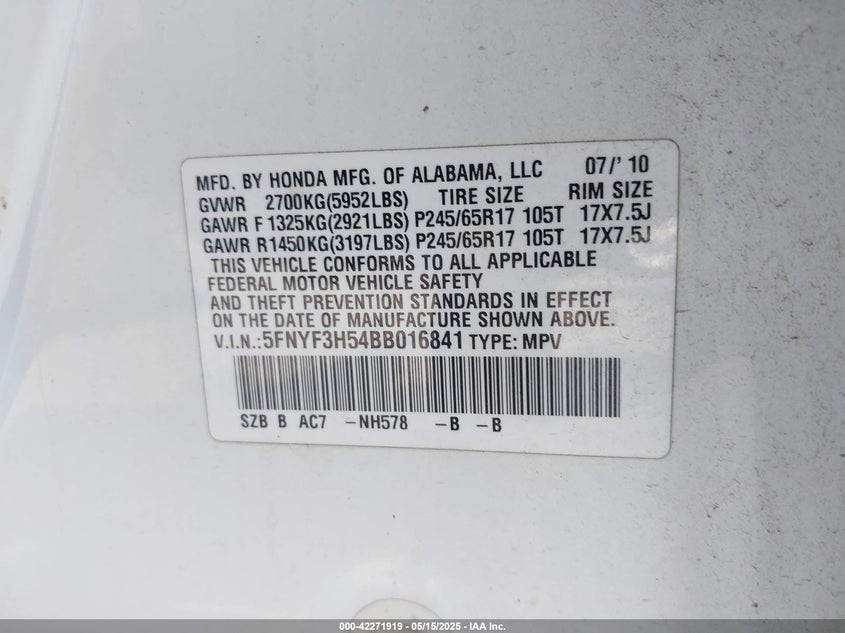 MFD. BY HONDA MFG. OF ALABAMA, LLC 07/' 10
GVWR 2700KG(5952LBS) TIRE SIZE RIM SIZE
GAWR F 1325KG(2921LBS) P245/65R17 105T 17X7.5J
GAWR R1450KG(3197LBS) P245/65R17 105T 17X7.5J
THIS VEHICLE CONFORMS TO ALL APPLICABLE
FEDERAL MOTOR VEHICLE SAFETY
AND THEFT PREVENTION STANDARDS IN EFFECT
ON THE DATE OF MANUFACTURE SHOWN ABOVE.
V.I.N.:5FNYF3H54BB016841 TYPE: MPV
SZB B AC7 -NH578 -B -B
000-42271919 - 05/15/2025 - IAA Inc.